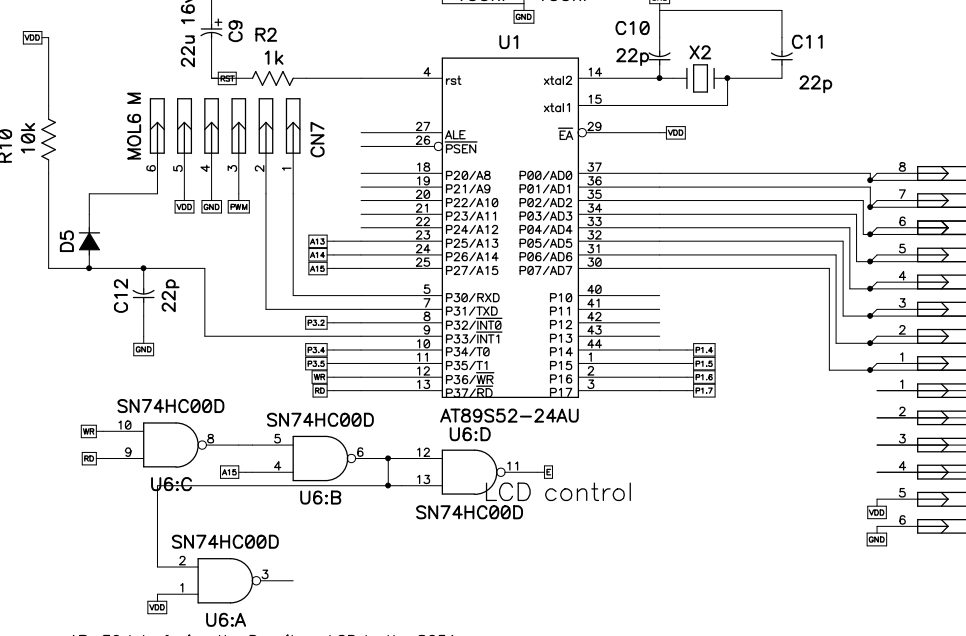 GND
VDD
22u 16v
C9
R2
1k
RST
R10
10k
MOL6 M
CN7
6
5
4
3
2
1
VDD
GND
PWM
D5
C12
22p
GND
U1
C10
22p
X2
C11
22p
4 rst
xtal2 14
xtal1 15
27 ALE
EA 29 VDD
26 PSEN
18 P20/A8 P00/AD0 37
19 P21/A9 P01/AD1 36
20 P22/A10 P02/AD2 35
21 P23/A11 P03/AD3 34
22 P24/A12 P04/AD4 33
A13 23 P25/A13 P05/AD5 32
A14 24 P26/A14 P06/AD6 31
A15 25 P27/A15 P07/AD7 30
5 P30/RXD P10 40
7 P31/TXD P11 41
P3.2 8 P32/INT0 P12 42
9 P33/INT1 P13 43
P3.4 10 P34/T0 P14 44 P1.4
P3.5 11 P35/T1 P15 1 P1.5
WR 12 P36/WR P16 2 P1.6
RD 13 P37/RD P17 3 P1.7
AT89S52-24AU
8
7
6
5
4
3
2
1
1
2
3
4
5
VDD
6
GND
SN74HC00D
WR 10
8
RD 9
U6:C
SN74HC00D
5
6
A15 4
U6:B
U6:D
12
11 E
13
LCD control
SN74HC00D
SN74HC00D
2
3
1
VDD
U6:A